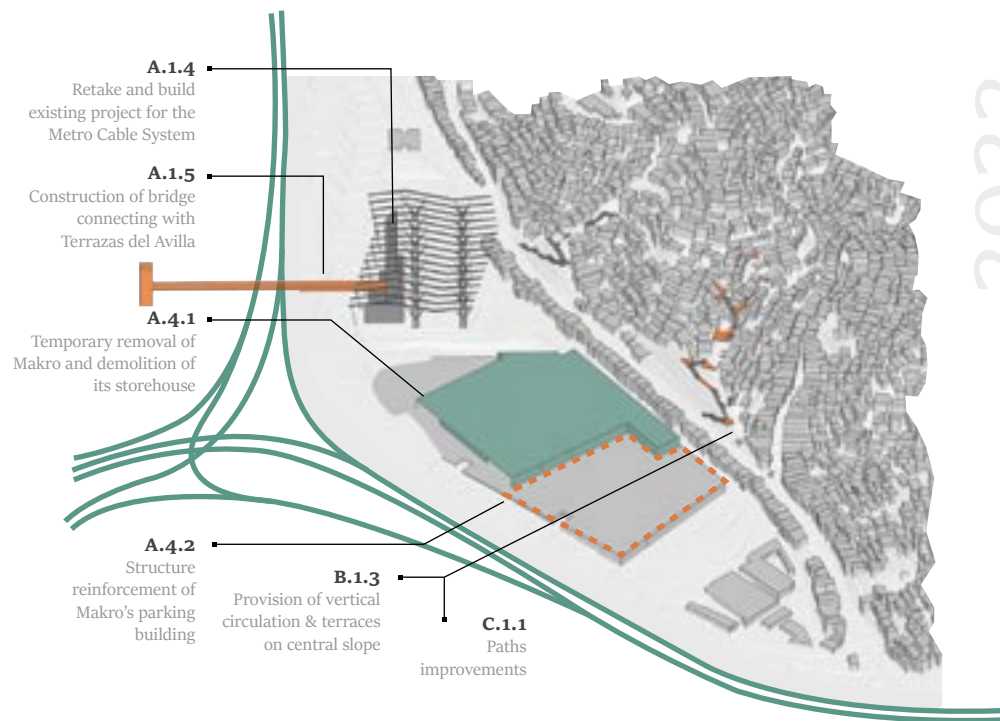 A.1.4
Retake and build
existing project for the
Metro Cable System
A.1.5
Construction of bridge
connecting with
Terrazas del Avilla
A.4.1
Temporary removal of
Makro and demolition of
its storehouse
A.4.2
Structure
reinforcement of
Makro's parking
building
B.1.3
Provision of vertical
circulation & terraces
on central slope
C.1.1
Paths
improvements